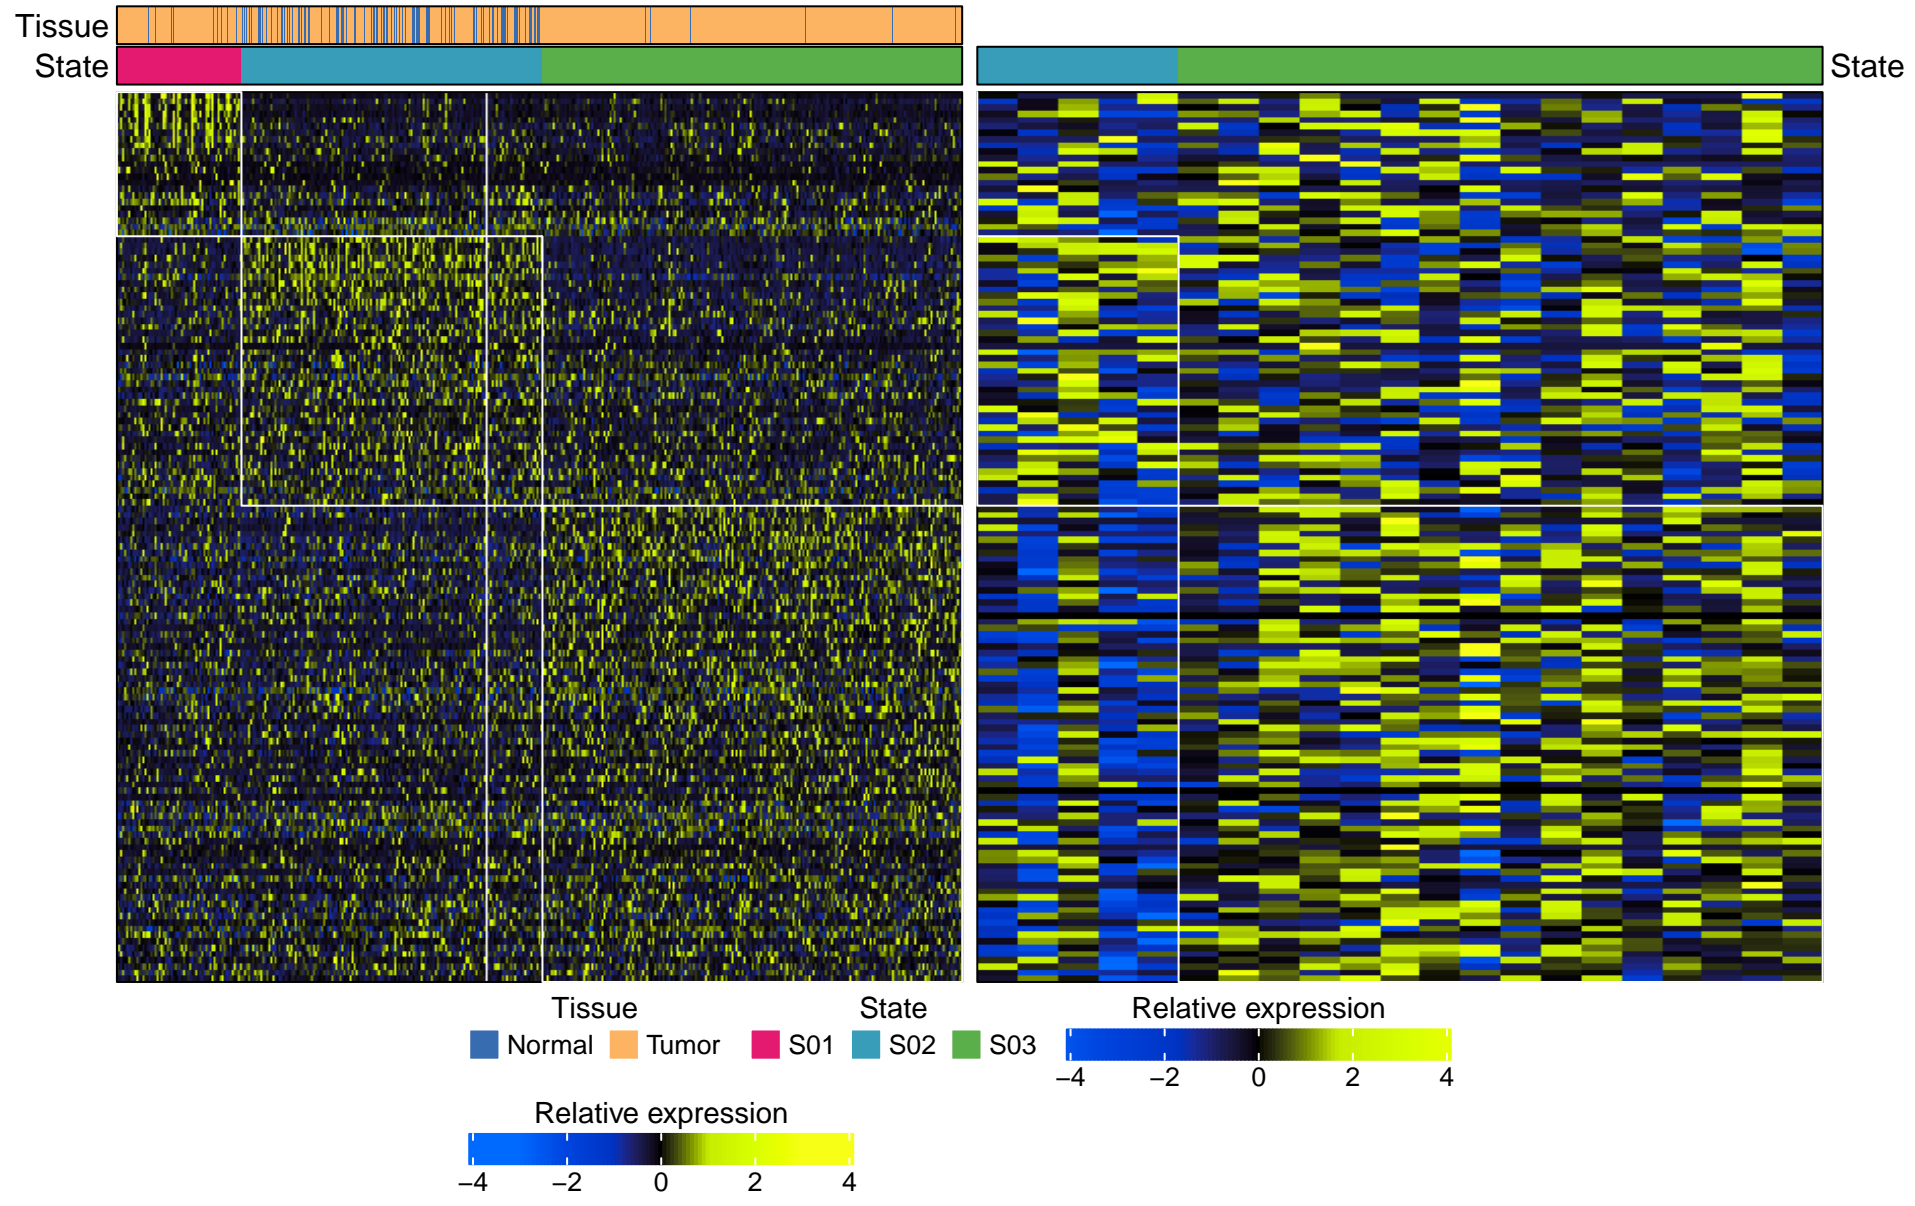 Tissue
State
State
Tissue
Normal Tumor
State
S01 S02 S03
Relative expression
−4 −2 0 2 4
Relative expression
−4 −2 0 2 4